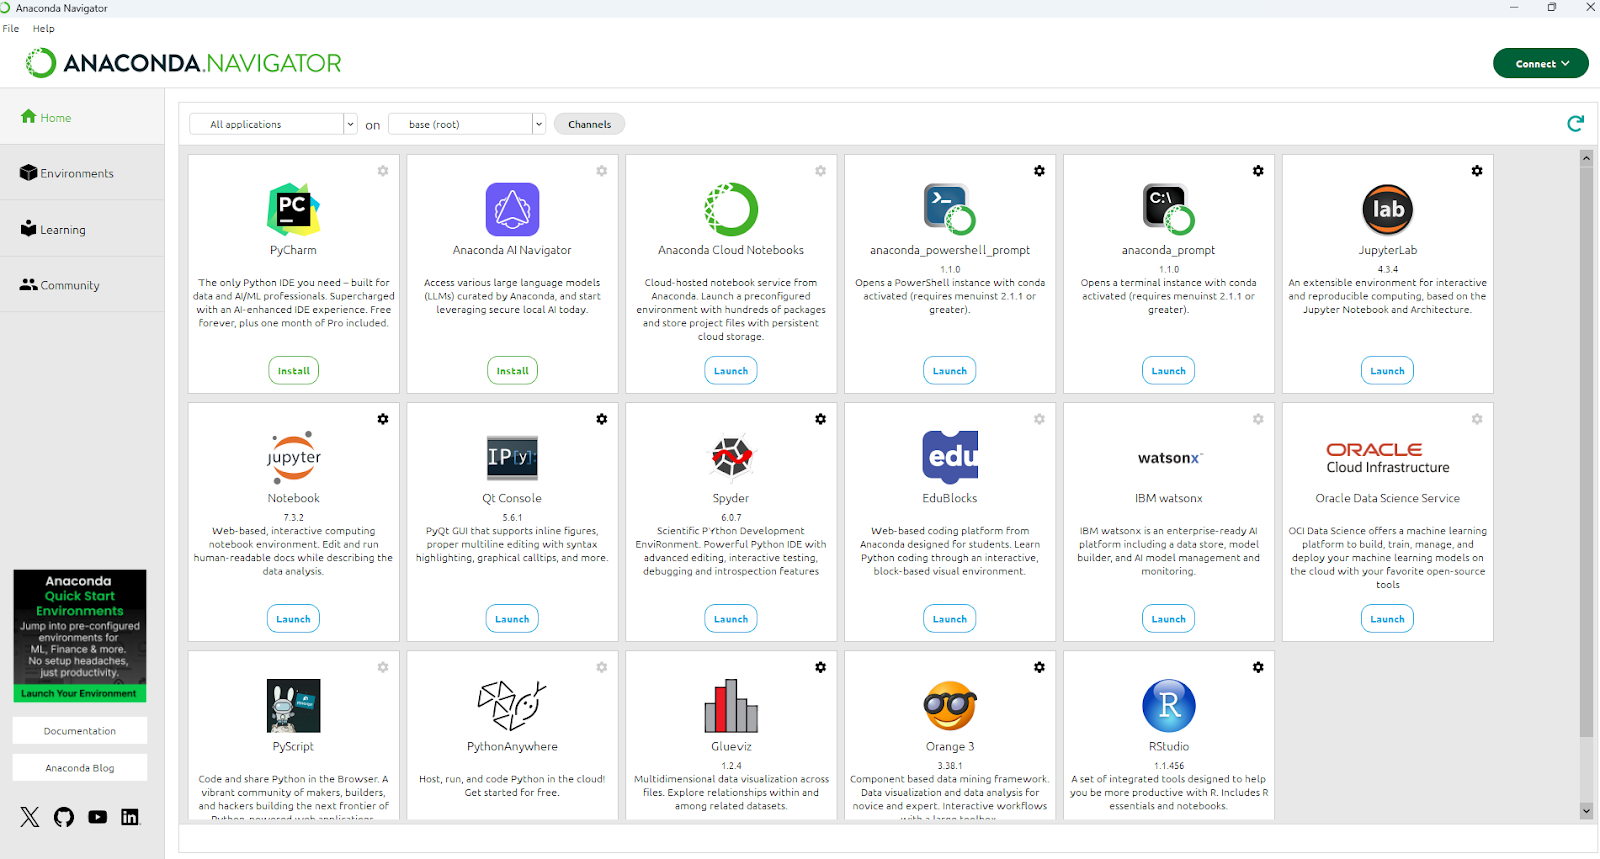 Anaconda Navigator
File Help
ANACONDA.NAVIGATOR
Connect
Home
Environments
Learning
Community
All applications on base (root) Channels
PC
PyCharm
The only Python IDE you need – built for
data and AI/ML professionals. Supercharged
with an AI-enhanced IDE experience. Free
forever, plus one month of Pro included.
Install
Anaconda AI Navigator
Access various large language models
(LLMs) curated by Anaconda, and start
leveraging secure local AI today.
Install
Anaconda Cloud Notebooks
Cloud-hosted notebook service from
Anaconda. Launch a preconfigured
environment with hundreds of packages
and store project files with persistent
cloud storage.
Launch
anaconda_powershell_prompt
1.1.0
Opens a PowerShell instance with conda
activated (requires menuinst 2.1.1 or
greater).
Launch
C:\
anaconda_prompt
1.1.0
Opens a terminal instance with conda
activated (requires menuinst 2.1.1 or
greater).
Launch
lab
JupyterLab
4.3.4
An extensible environment for interactive
and reproducible computing, based on the
Jupyter Notebook and Architecture.
Launch
jupyter
Notebook
7.3.2
Web-based, interactive computing
notebook environment. Edit and run
human-readable docs while describing the
data analysis.
Launch
IP[y]:
Qt Console
5.6.1
PyQt GUI that supports inline figures,
proper multiline editing with syntax
highlighting, graphical calltips, and more.
Launch
Spyder
6.0.7
Scientific PYthon Development
EnviRonment. Powerful Python IDE with
advanced editing, interactive testing,
debugging and introspection features
Launch
edu
EduBlocks
Web-based coding platform from
Anaconda designed for students. Learn
Python coding through an interactive,
block-based visual environment.
Launch
watsonx
IBM watsonx
IBM watsonx is an enterprise-ready AI
platform including a data store, model
builder, and AI model management and
monitoring.
Launch
ORACLE
Cloud Infrastructure
Oracle Data Science Service
OCI Data Science offers a machine learning
platform to build, train, manage, and
deploy your machine learning models on
the cloud with your favorite open-source
tools
Launch
PyScript
Code and share Python in the Browser. A
vibrant community of makers, builders,
and hackers building the next frontier of
Python-powered web applications.
PythonAnywhere
Host, run, and code Python in the cloud!
Get started for free.
Glueviz
1.2.4
Multidimensional data visualization across
files. Explore relationships within and
among related datasets.
Orange 3
3.38.1
Component based data mining framework.
Data visualization and data analysis for
novice and expert. Interactive workflows
with a large toolbox.
R
RStudio
1.1.456
A set of integrated tools designed to help
you be more productive with R. Includes R
essentials and notebooks.
Anaconda
Quick Start
Environments
Jump into pre-configured
environments for
ML, Finance & more.
No setup headaches,
just productivity.
Launch Your Environment
Documentation
Anaconda Blog